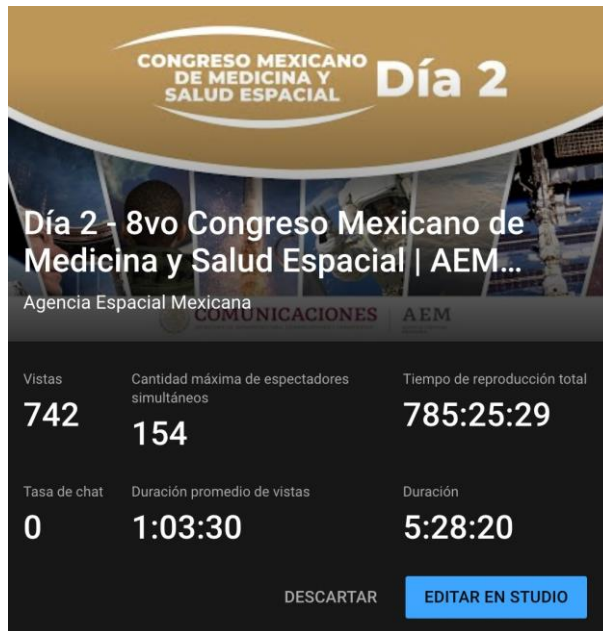 CONGRESO MEXICANO
DE MEDICINA Y
SALUD ESPACIAL
Día 2
Día 2 - 8vo Congreso Mexicano de
Medicina y Salud Espacial | AEM...
Agencia Espacial Mexicana
COMUNICACIONES
AEM
Vistas
742
Cantidad máxima de espectadores
simultáneos
154
Tiempo de reproducción total
785:25:29
Tasa de chat
0
Duración promedio de vistas
1:03:30
Duración
5:28:20
DESCARTAR
EDITAR EN STUDIO